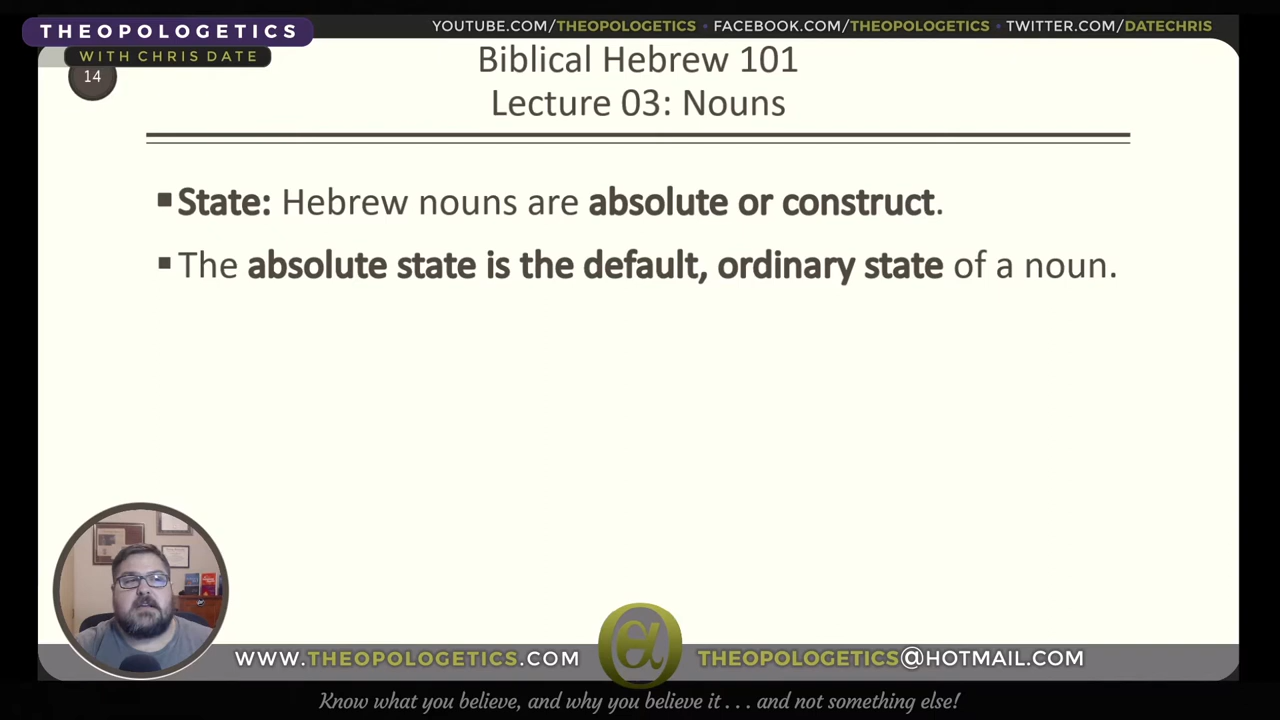 THEOPOLOGETICS
WITH CHRIS DATE
YOUTUBE.COM/THEOPOLOGETICS • FACEBOOK.COM/THEOPOLOGETICS • TWITTER.COM/DATECHRIS
14
Biblical Hebrew 101
Lecture 03: Nouns
▪ State: Hebrew nouns are absolute or construct.
▪ The absolute state is the default, ordinary state of a noun.
WWW.THEOPOLOGETICS.COM
THEOPOLOGETICS@HOTMAIL.COM
Know what you believe, and why you believe it . . . and not something else!